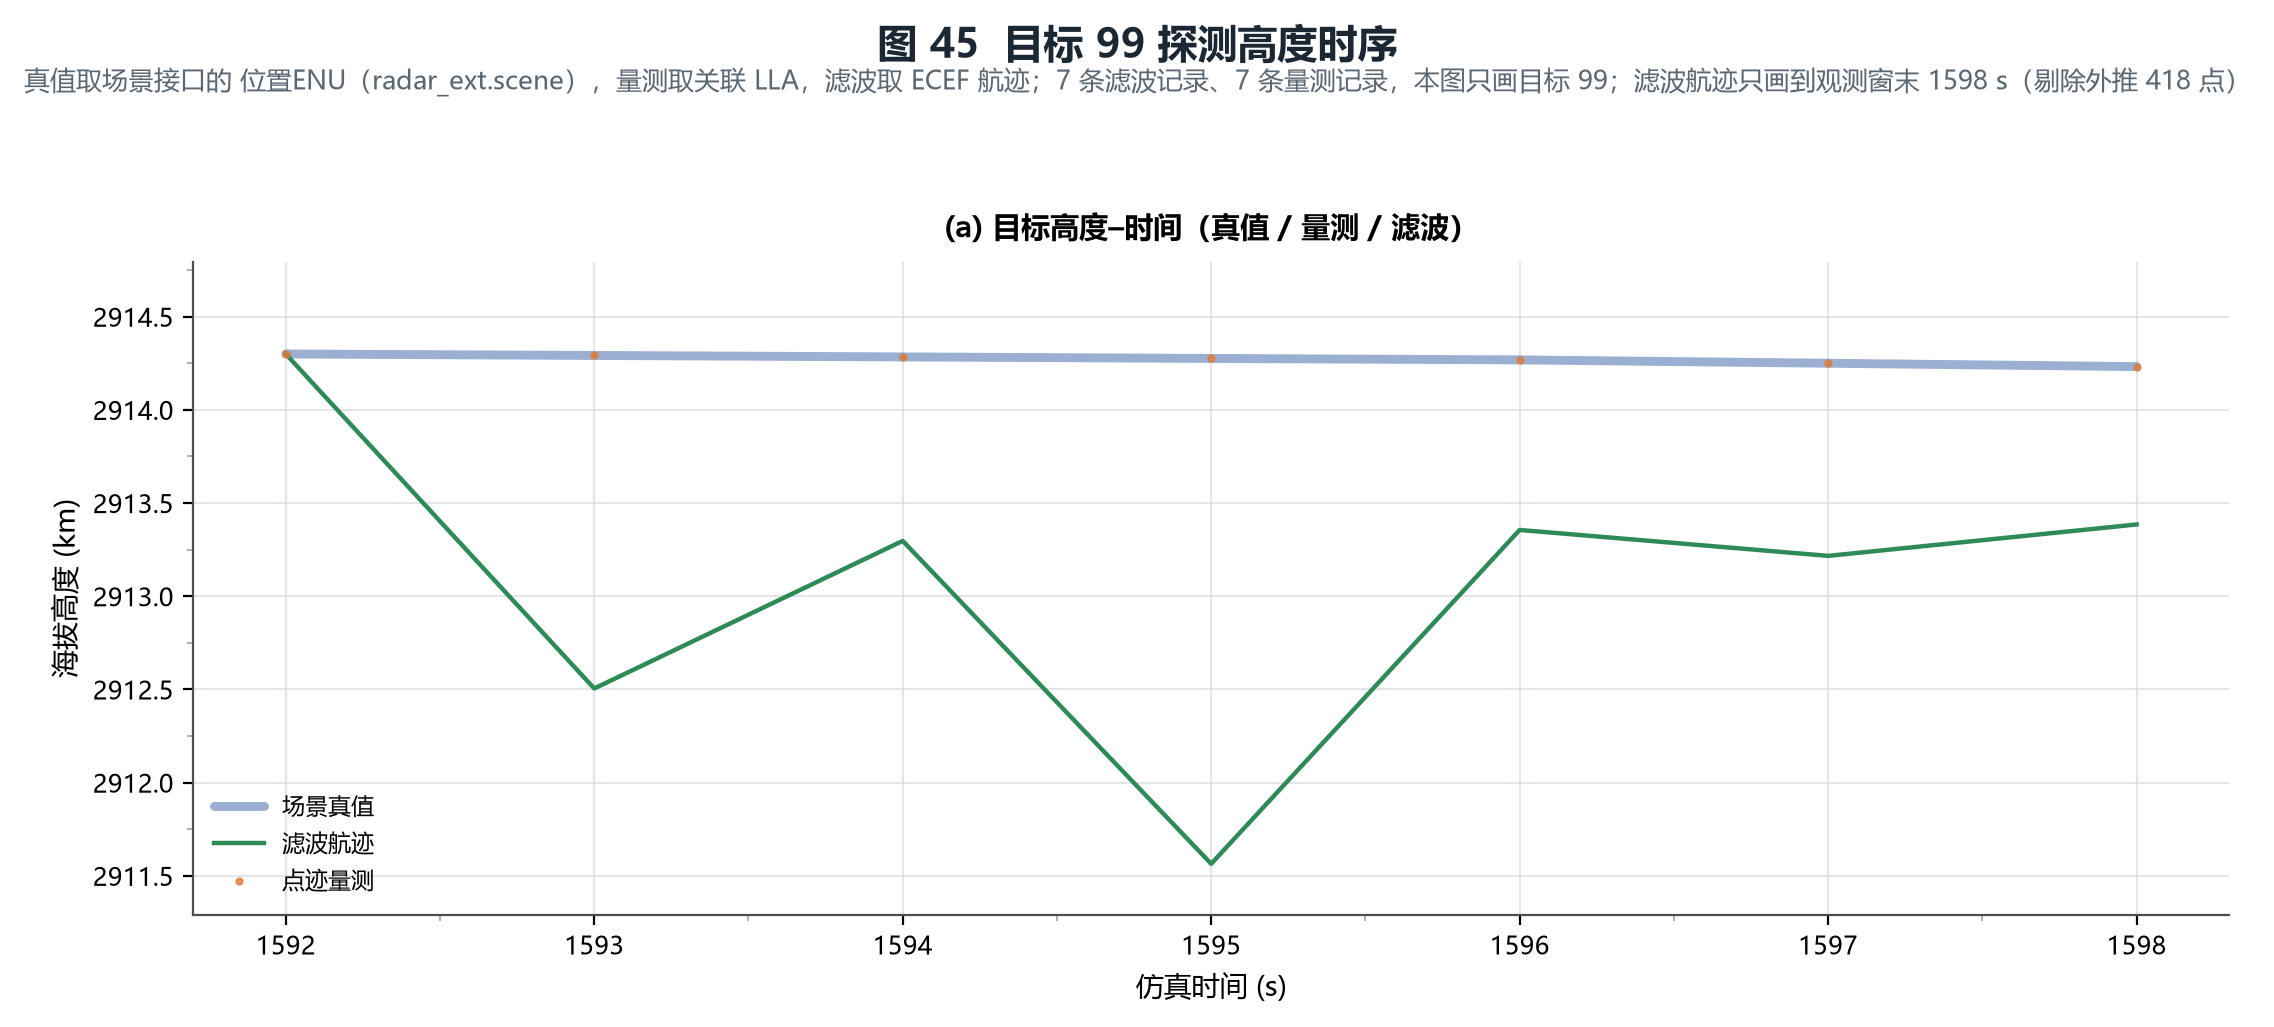 图 45  目标 99 探测高度时序
真值取场景接口的 位置ENU（radar_ext.scene），量测取关联 LLA，滤波取 ECEF 航迹；7 条滤波记录、7 条量测记录，本图只画目标 99；滤波航迹只画到观测窗末 1598 s（剔除外推 418 点）
(a) 目标高度–时间（真值 / 量测 / 滤波）
海拔高度 (km)
2914.5
2914.0
2913.5
2913.0
2912.5
2912.0
2911.5
场景真值
滤波航迹
点迹量测
1592 1593 1594 1595 1596 1597 1598
仿真时间 (s)